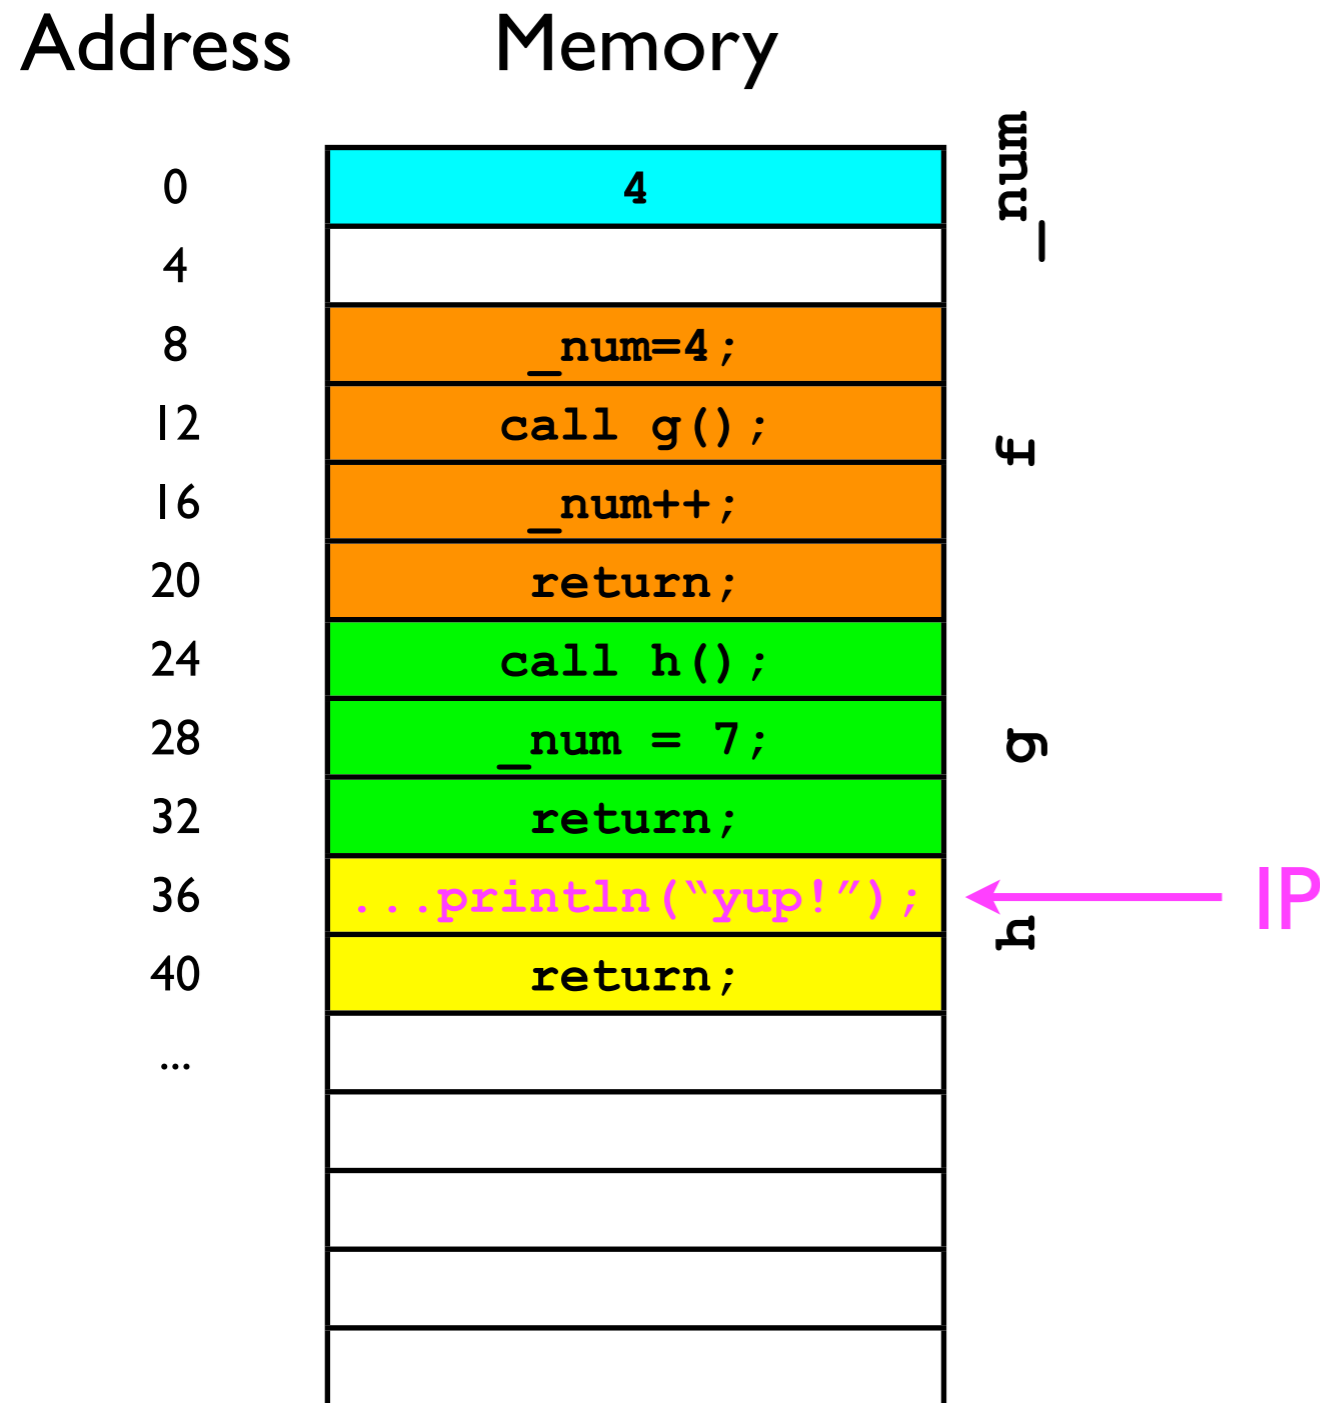 Address Memory
_num
0 4
4
8 _num=4;
12 call g();
f
16 _num++;
20 return;
24 call h();
28 _num = 7;
g
32 return;
36 ...println(“yup!”); IP
h
40 return;
...